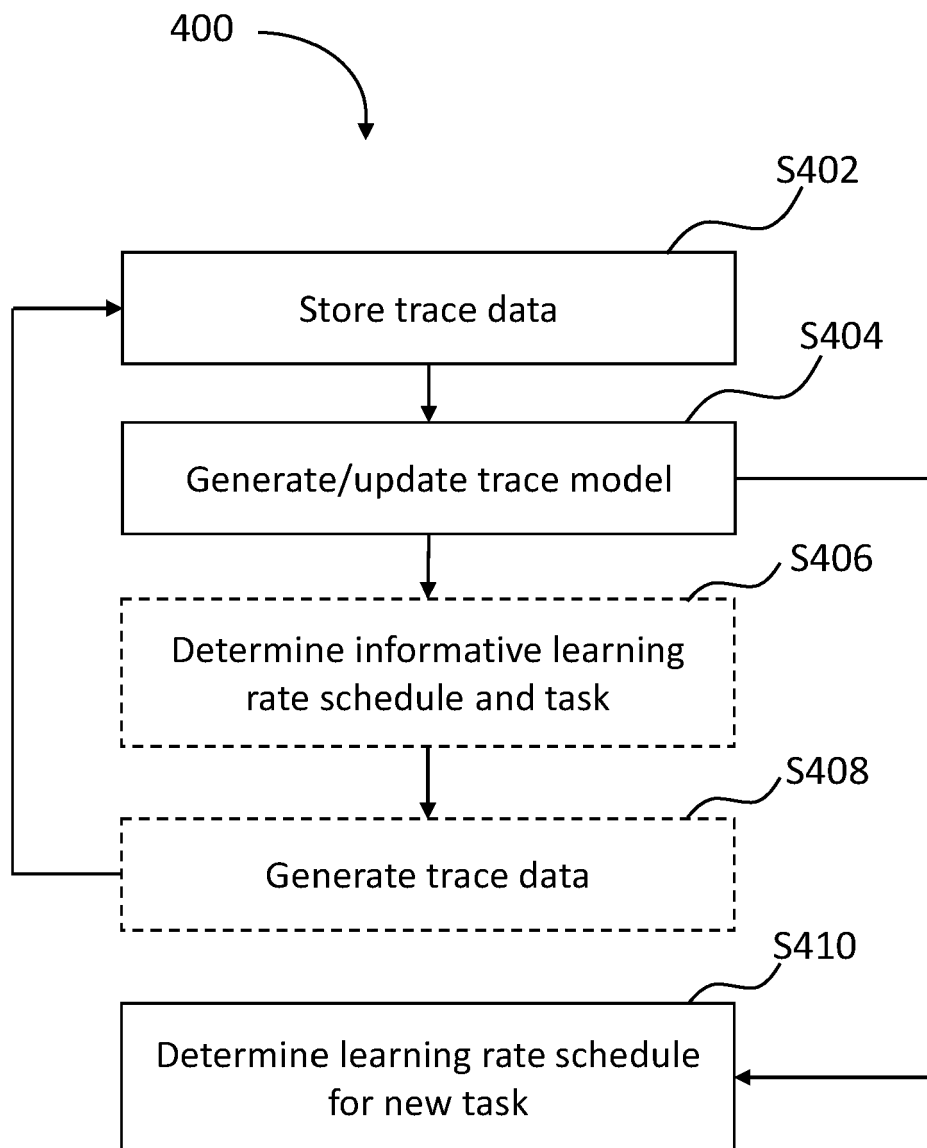 400
S402
Store trace data
S404
Generate/update trace model
S406
Determine informative learning
rate schedule and task
S408
Generate trace data
S410
Determine learning rate schedule
for new task